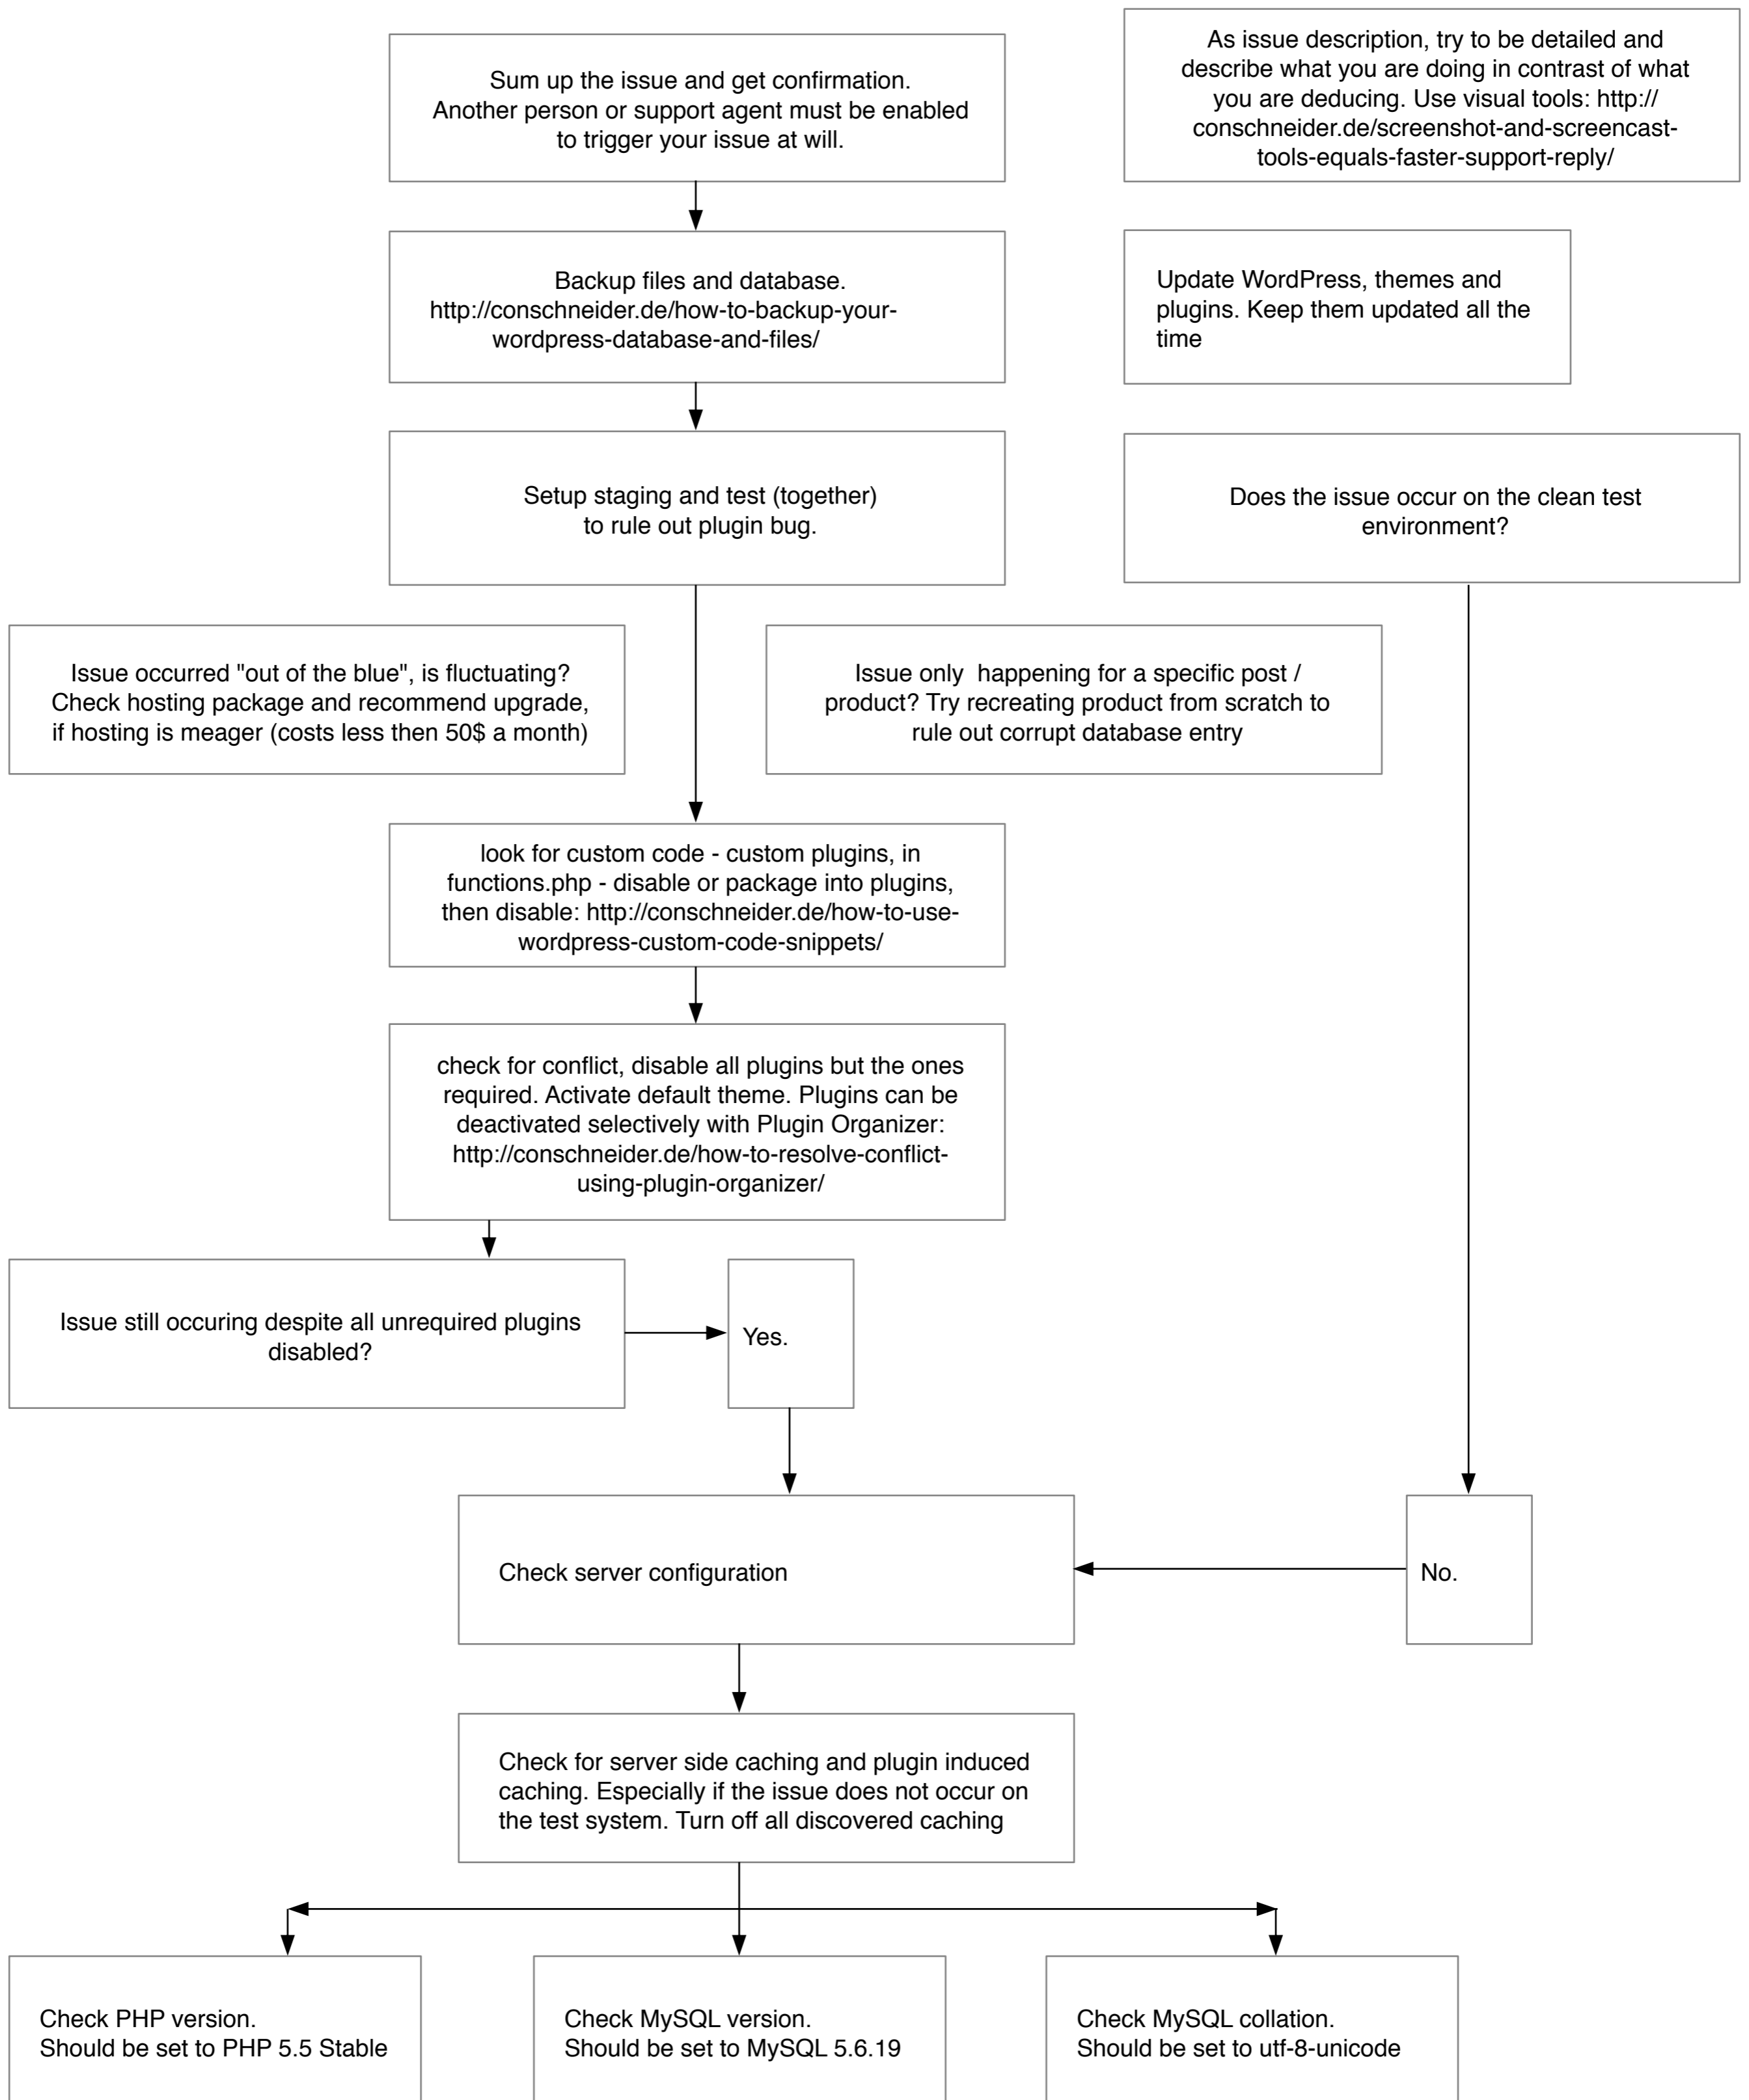 Sum up the issue and get confirmation.
Another person or support agent must be enabled
to trigger your issue at will.
As issue description, try to be detailed and
describe what you are doing in contrast of what
you are deducing. Use visual tools: http://
conschneider.de/screenshot-and-screencast-
tools-equals-faster-support-reply/
Backup files and database.
http://conschneider.de/how-to-backup-your-
wordpress-database-and-files/
Update WordPress, themes and
plugins. Keep them updated all the
time
Setup staging and test (together)
to rule out plugin bug.
Does the issue occur on the clean test
environment?
Issue occurred "out of the blue", is fluctuating?
Check hosting package and recommend upgrade,
if hosting is meager (costs less then 50$ a month)
Issue only  happening for a specific post /
product? Try recreating product from scratch to
rule out corrupt database entry
look for custom code - custom plugins, in
functions.php - disable or package into plugins,
then disable: http://conschneider.de/how-to-use-
wordpress-custom-code-snippets/
check for conflict, disable all plugins but the ones
required. Activate default theme. Plugins can be
deactivated selectively with Plugin Organizer:
http://conschneider.de/how-to-resolve-conflict-
using-plugin-organizer/
Issue still occuring despite all unrequired plugins
disabled?
Yes.
Check server configuration
No.
Check for server side caching and plugin induced
caching. Especially if the issue does not occur on
the test system. Turn off all discovered caching
Check PHP version.
Should be set to PHP 5.5 Stable
Check MySQL version.
Should be set to MySQL 5.6.19
Check MySQL collation.
Should be set to utf-8-unicode